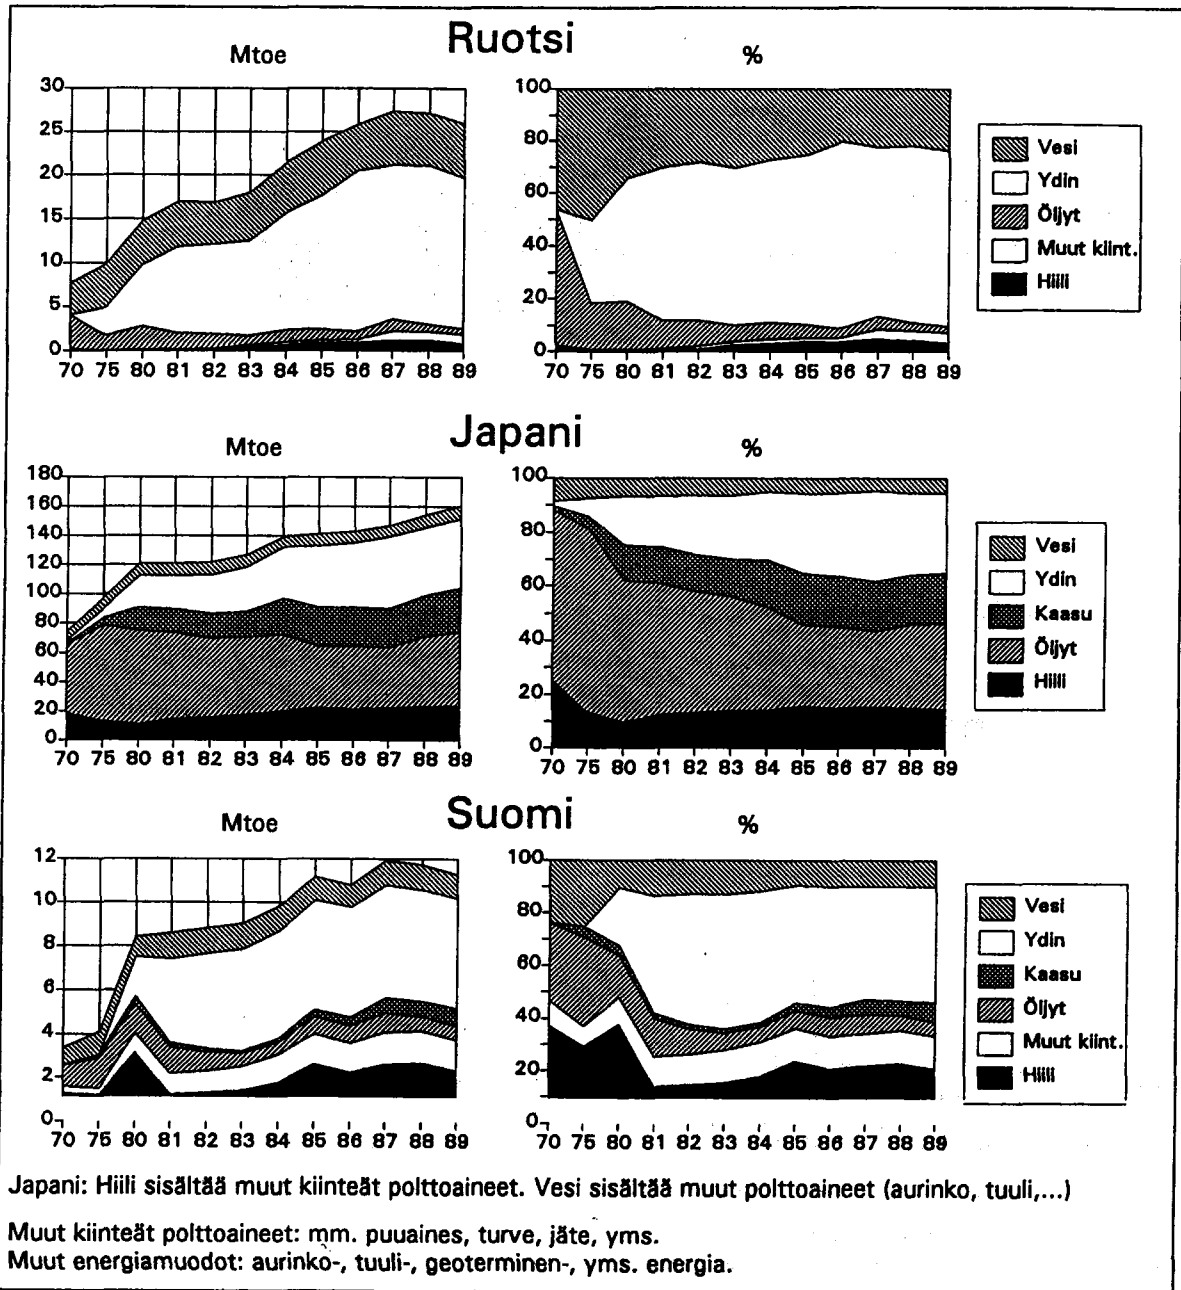 Ruotsi
Mtoe
%
30
25
20
15
10
5
0
70 75 80 81 82 83 84 85 86 87 88 89
100
80
60
40
20
0
70 75 80 81 82 83 84 85 86 87 88 89
Vesi
Ydin
Öljyt
Muut kiint.
Hiili
Japani
Mtoe
%
180
160
140
120
100
80
60
40
20
0
70 75 80 81 82 83 84 85 86 87 88 89
100
80
60
40
20
0
70 75 80 81 82 83 84 85 86 87 88 89
Vesi
Ydin
Kaasu
Öljyt
Hiili
Suomi
Mtoe
%
12
10
8
6
4
2
0
70 75 80 81 82 83 84 85 86 87 88 89
100
80
60
40
20
0
70 75 80 81 82 83 84 85 86 87 88 89
Vesi
Ydin
Kaasu
Öljyt
Muut kiint.
Hiili
Japani: Hiili sisältää muut kiinteät polttoaineet. Vesi sisältää muut polttoaineet (aurinko, tuuli,...)
Muut kiinteät polttoaineet: mm. puuaines, turve, jäte, yms.
Muut energiamuodot: aurinko-, tuuli-, geoterminen-, yms. energia.